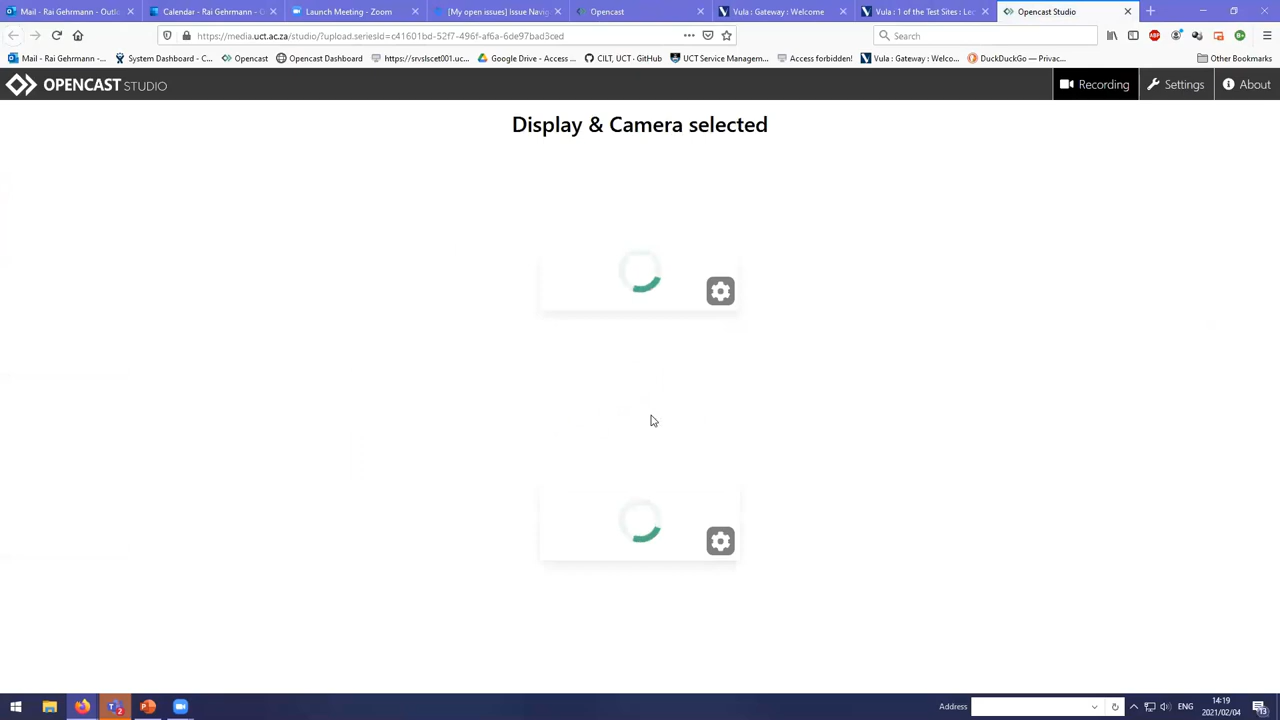 Mail - Rai Gehrmann - Outlo
Calendar - Rai Gehrmann - O
Launch Meeting - Zoom
[My open issues] Issue Navig
Opencast
Vula : Gateway : Welcome
Vula : 1 of the Test Sites : Lec
Opencast Studio
https://media.uct.ac.za/studio/?upload.seriesId=c41601bd-52f7-496f-af6a-6de97bad3ced
Search
Mail - Rai Gehrmann - ...
System Dashboard - C...
Opencast
Opencast Dashboard
https://srvslscet001.uc...
Google Drive - Access ...
CILT, UCT · GitHub
UCT Service Managem...
Access forbidden!
Vula : Gateway : Welco...
DuckDuckGo — Privac...
Other Bookmarks
OPENCAST STUDIO
Recording
Settings
About
Display & Camera selected
Address
ENG
14:19
2021/02/04